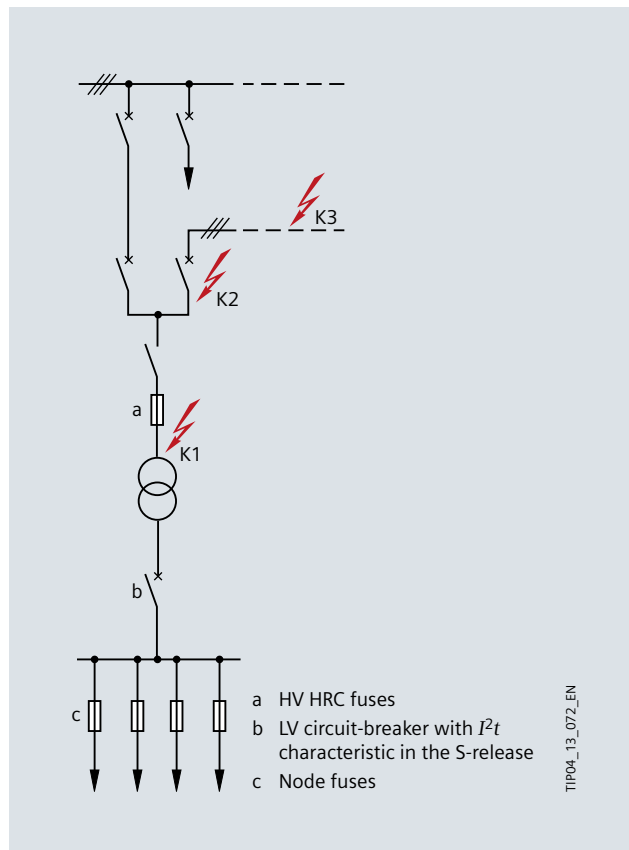 K3
K2
a
K1
b
c
a HV HRC fuses
b LV circuit-breaker with I²t
characteristic in the S-release
c Node fuses
TIP04_13_072_EN